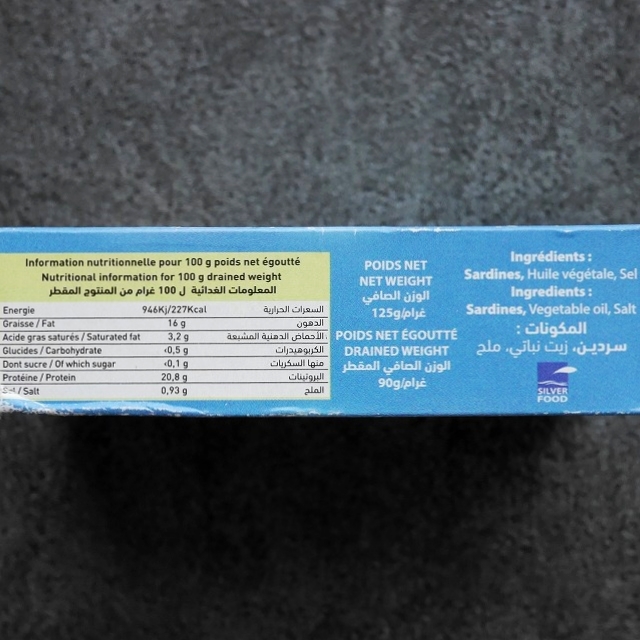 Information nutritionnelle pour 100 g poids net égoutté
Nutritional information for 100 g drained weight
المعلومات الغذائية ل 100 غرام من المنتوج المقطر
Energie 946Kj/227Kcal السعرات الحرارية
Graisse / Fat 16 g الدهون
Acide gras saturés / Saturated fat 3,2 g الأحماض الدهنية المشبعة
Glucides / Carbohydrate <0,5 g الكربوهيدرات
Dont sucre / Of which sugar <0,1 g منها السكريات
Protéine / Protein 20,8 g البروتينات
Sel / Salt 0,93 g الملح
POIDS NET
NET WEIGHT
الوزن الصافي
125غرام/g
POIDS NET ÉGOUTTÉ
DRAINED WEIGHT
الوزن الصافي المقطر
90غرام/g
Ingrédients :
Sardines, Huile végétale, Sel
Ingredients :
Sardines, Vegetable oil, Salt
المكونات :
سردين، زيت نباتي، ملح
SILVER
FOOD